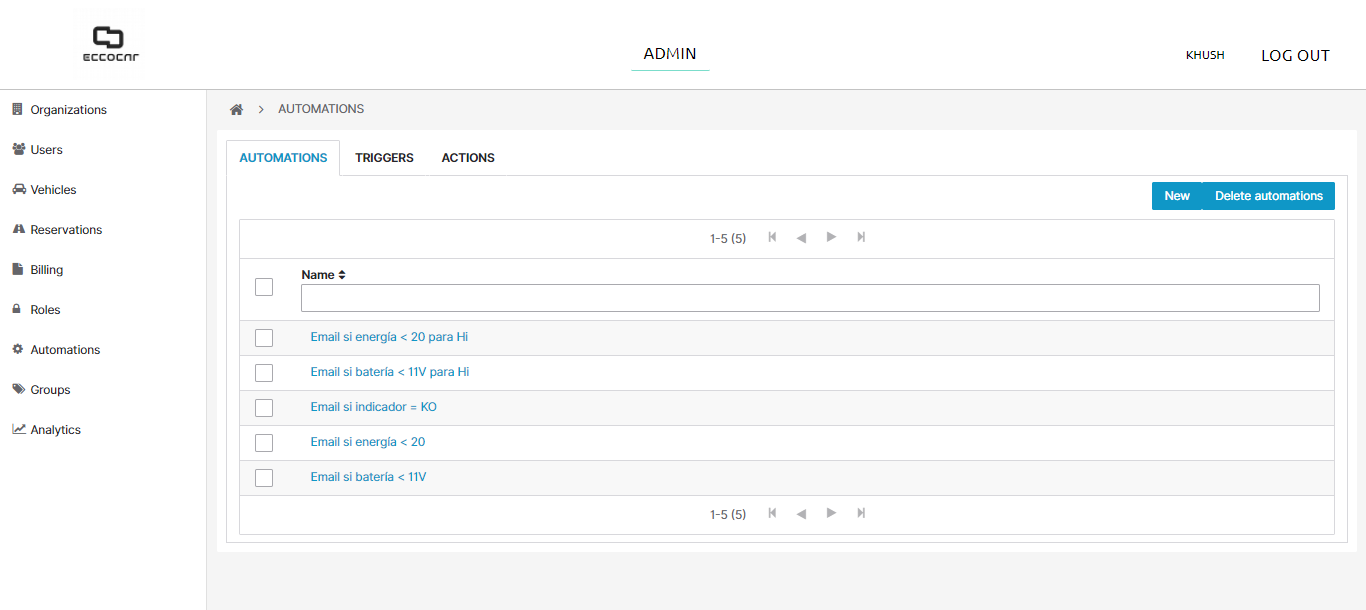 ECCOCAR
ADMIN
KHUSH
LOG OUT
Organizations
Users
Vehicles
Reservations
Billing
Roles
Automations
Groups
Analytics
AUTOMATIONS
AUTOMATIONS TRIGGERS ACTIONS
New Delete automations
1-5 (5)
Name
Email si energía < 20 para Hi
Email si batería < 11V para Hi
Email si indicador = KO
Email si energía < 20
Email si batería < 11V
1-5 (5)